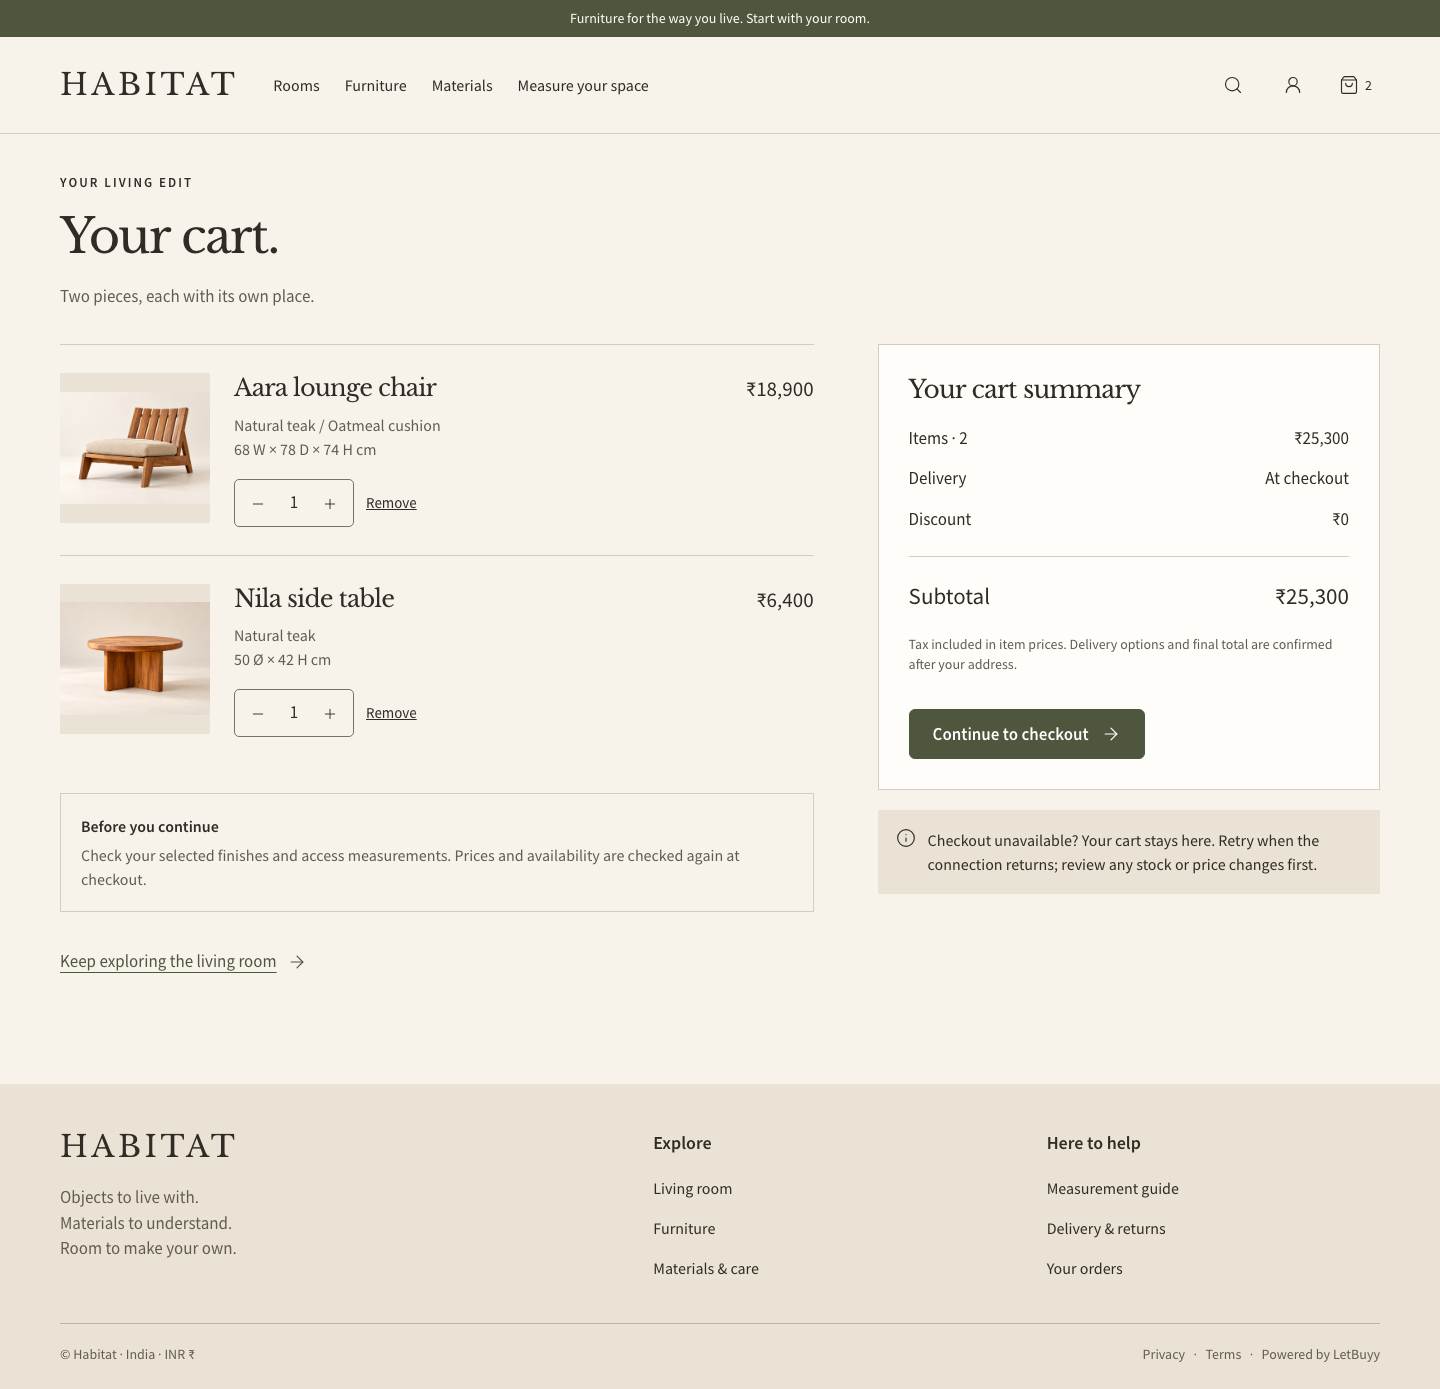 Furniture for the way you live. Start with your room.
HABITAT
Rooms
Furniture
Materials
Measure your space
2
YOUR LIVING EDIT
Your cart.
Two pieces, each with its own place.
Aara lounge chair
₹18,900
Natural teak / Oatmeal cushion
68 W × 78 D × 74 H cm
− 1 +
Remove
Nila side table
₹6,400
Natural teak
50 Ø × 42 H cm
− 1 +
Remove
Before you continue
Check your selected finishes and access measurements. Prices and availability are checked again at
checkout.
Keep exploring the living room →
Your cart summary
Items · 2
₹25,300
Delivery
At checkout
Discount
₹0
Subtotal
₹25,300
Tax included in item prices. Delivery options and final total are confirmed
after your address.
Continue to checkout →
Checkout unavailable? Your cart stays here. Retry when the
connection returns; review any stock or price changes first.
HABITAT
Objects to live with.
Materials to understand.
Room to make your own.
Explore
Living room
Furniture
Materials & care
Here to help
Measurement guide
Delivery & returns
Your orders
© Habitat · India · INR ₹
Privacy · Terms · Powered by LetBuyy